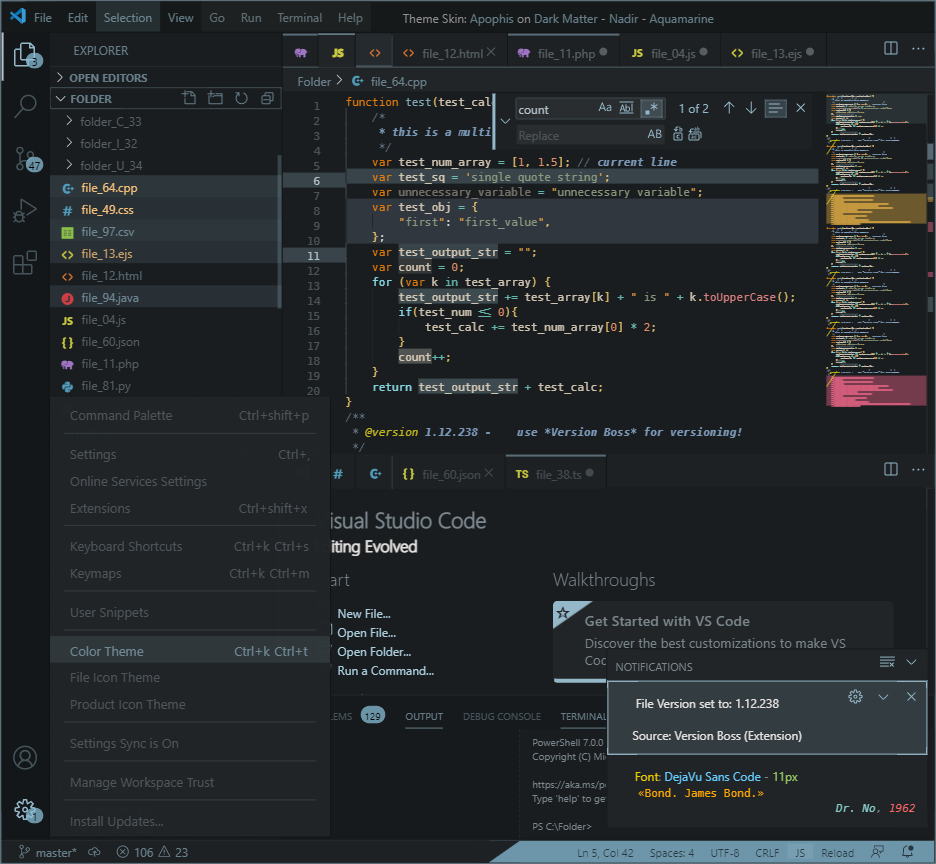 File Edit Selection View Go Run Terminal Help Theme Skin: Apophis on Dark Matter - Nadir - Aquamarine
EXPLORER
3
OPEN EDITORS
FOLDER
folder_C_33
folder_I_32
folder_U_34
47
file_64.cpp
file_49.css
file_97.csv
file_13.ejs
file_12.html
file_94.java
file_04.js
file_60.json
file_11.php
file_81.py
JS file_12.html file_11.php JS file_04.js file_13.ejs
Folder > file_64.cpp
count Aa Abl .* 1 of 2
Replace AB
1 function test(test_cal
2 /*
3 * this is a multi
4 */
5 var test_num_array = [1, 1.5]; // current line
6 var test_sq = 'single quote string';
7 var unnecessary_variable = "unnecessary variable";
8 var test_obj = {
9 "first": "first_value",
10 };
11 var test_output_str = "";
12 var count = 0;
13 for (var k in test_array) {
14 test_output_str += test_array[k] + " is " + k.toUpperCase();
15 if(test_num ≤ 0){
16 test_calc += test_num_array[0] * 2;
17 }
18 count++;
19 }
20 return test_output_str + test_calc;
}
/**
* @version 1.12.238 - use *Version Boss* for versioning!
*/
Command Palette Ctrl+shift+p
Settings Ctrl+,
Online Services Settings
Extensions Ctrl+shift+x
Keyboard Shortcuts Ctrl+k Ctrl+s
Keymaps Ctrl+k Ctrl+m
User Snippets
Color Theme Ctrl+k Ctrl+t
File Icon Theme
Product Icon Theme
Settings Sync is On
Manage Workspace Trust
Install Updates...
1
# {} file_60.json TS file_38.ts
isual Studio Code
iting Evolved
art
New File...
Open File...
Open Folder...
Run a Command...
Walkthroughs
Get Started with VS Code
Discover the best customizations to make VS
Coo
LEMS 129 OUTPUT DEBUG CONSOLE TERMINAL
PowerShell 7.0.0
Copyright (C) Mi
https://aka.ms/p
Type 'help' to ge
PS C:\Folder>
NOTIFICATIONS
File Version set to: 1.12.238
Source: Version Boss (Extension)
Font: DejaVu Sans Code - 11px
«Bond. James Bond.»
Dr. No, 1962
master* 106 23 Ln 5, Col 42 Spaces: 4 UTF-8 CRLF JS Reload